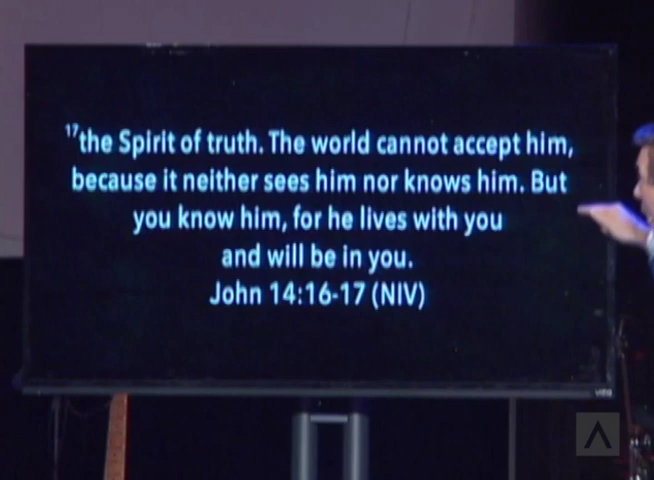 17the Spirit of truth. The world cannot accept him,
because it neither sees him nor knows him. But
you know him, for he lives with you
and will be in you.
John 14:16-17 (NIV)